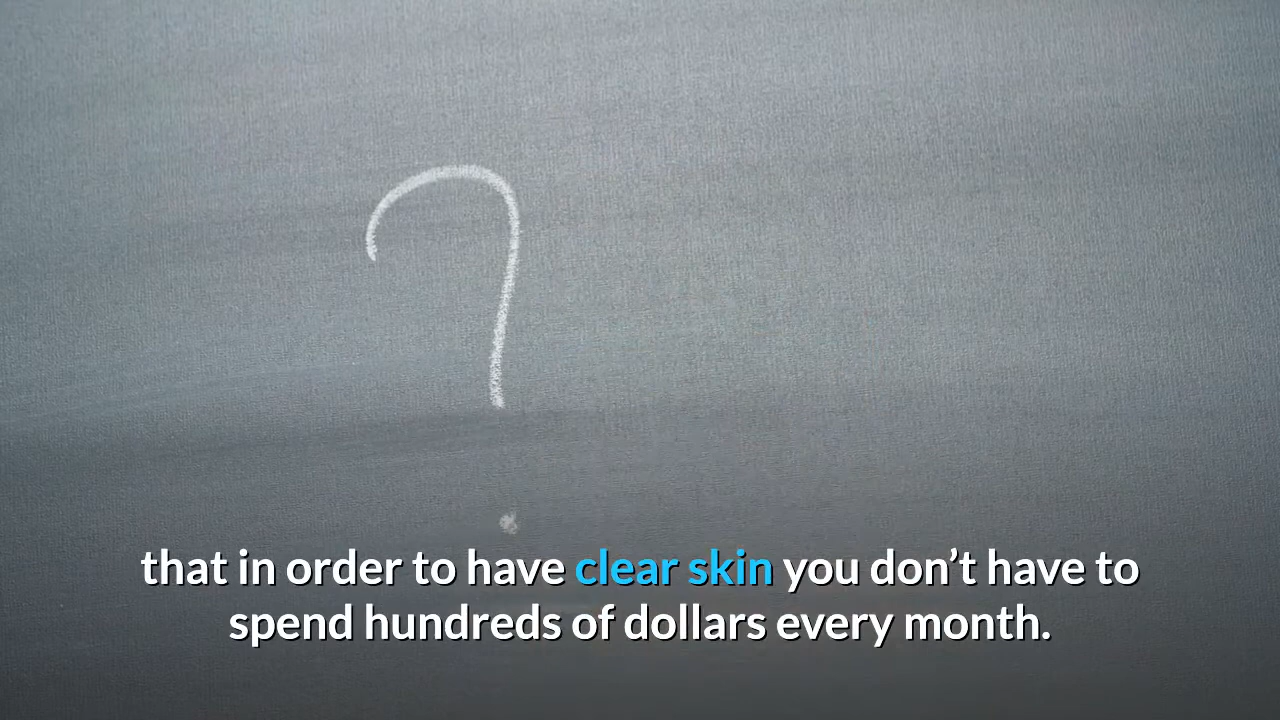 ?
that in order to have clear skin you don’t have to
spend hundreds of dollars every month.